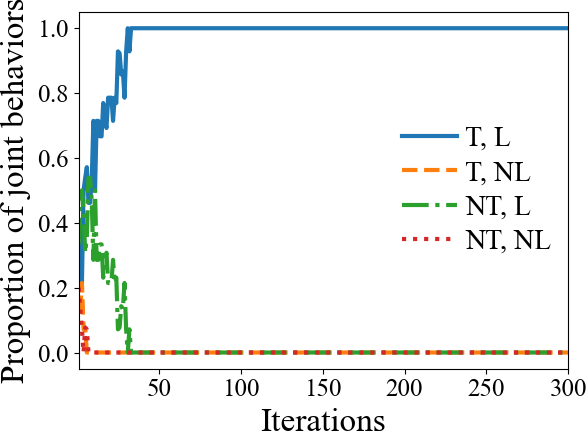 Proportion of joint behaviors
1.0
0.8
0.6
0.4
0.2
0.0
T, L
T, NL
NT, L
NT, NL
50 100 150 200 250 300
Iterations